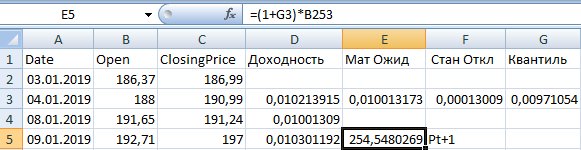 E5 fx =(1+G3)*B253
A B C D E F G
1 Date Open ClosingPrice Доходность Мат Ожид Стан Откл Квантиль
2 03.01.2019 186,37 186,99
3 04.01.2019 188 190,99 0,010213915 0,010013173 0,00013009 0,00971054
4 08.01.2019 191,65 191,24 0,01001309
5 09.01.2019 192,71 197 0,010301192 254,5480269 Pt+1